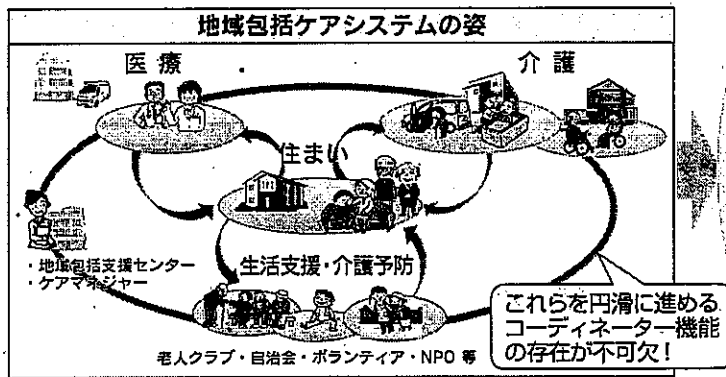 地域包括ケアシステムの姿
医療
介護
住まい
・地域包括支援センター
・ケアマネジャー
生活支援・介護予防
老人クラブ・自治会・ボランティア・NPO 等
これらを円滑に進める
コーディネーター機能
の存在が不可欠！